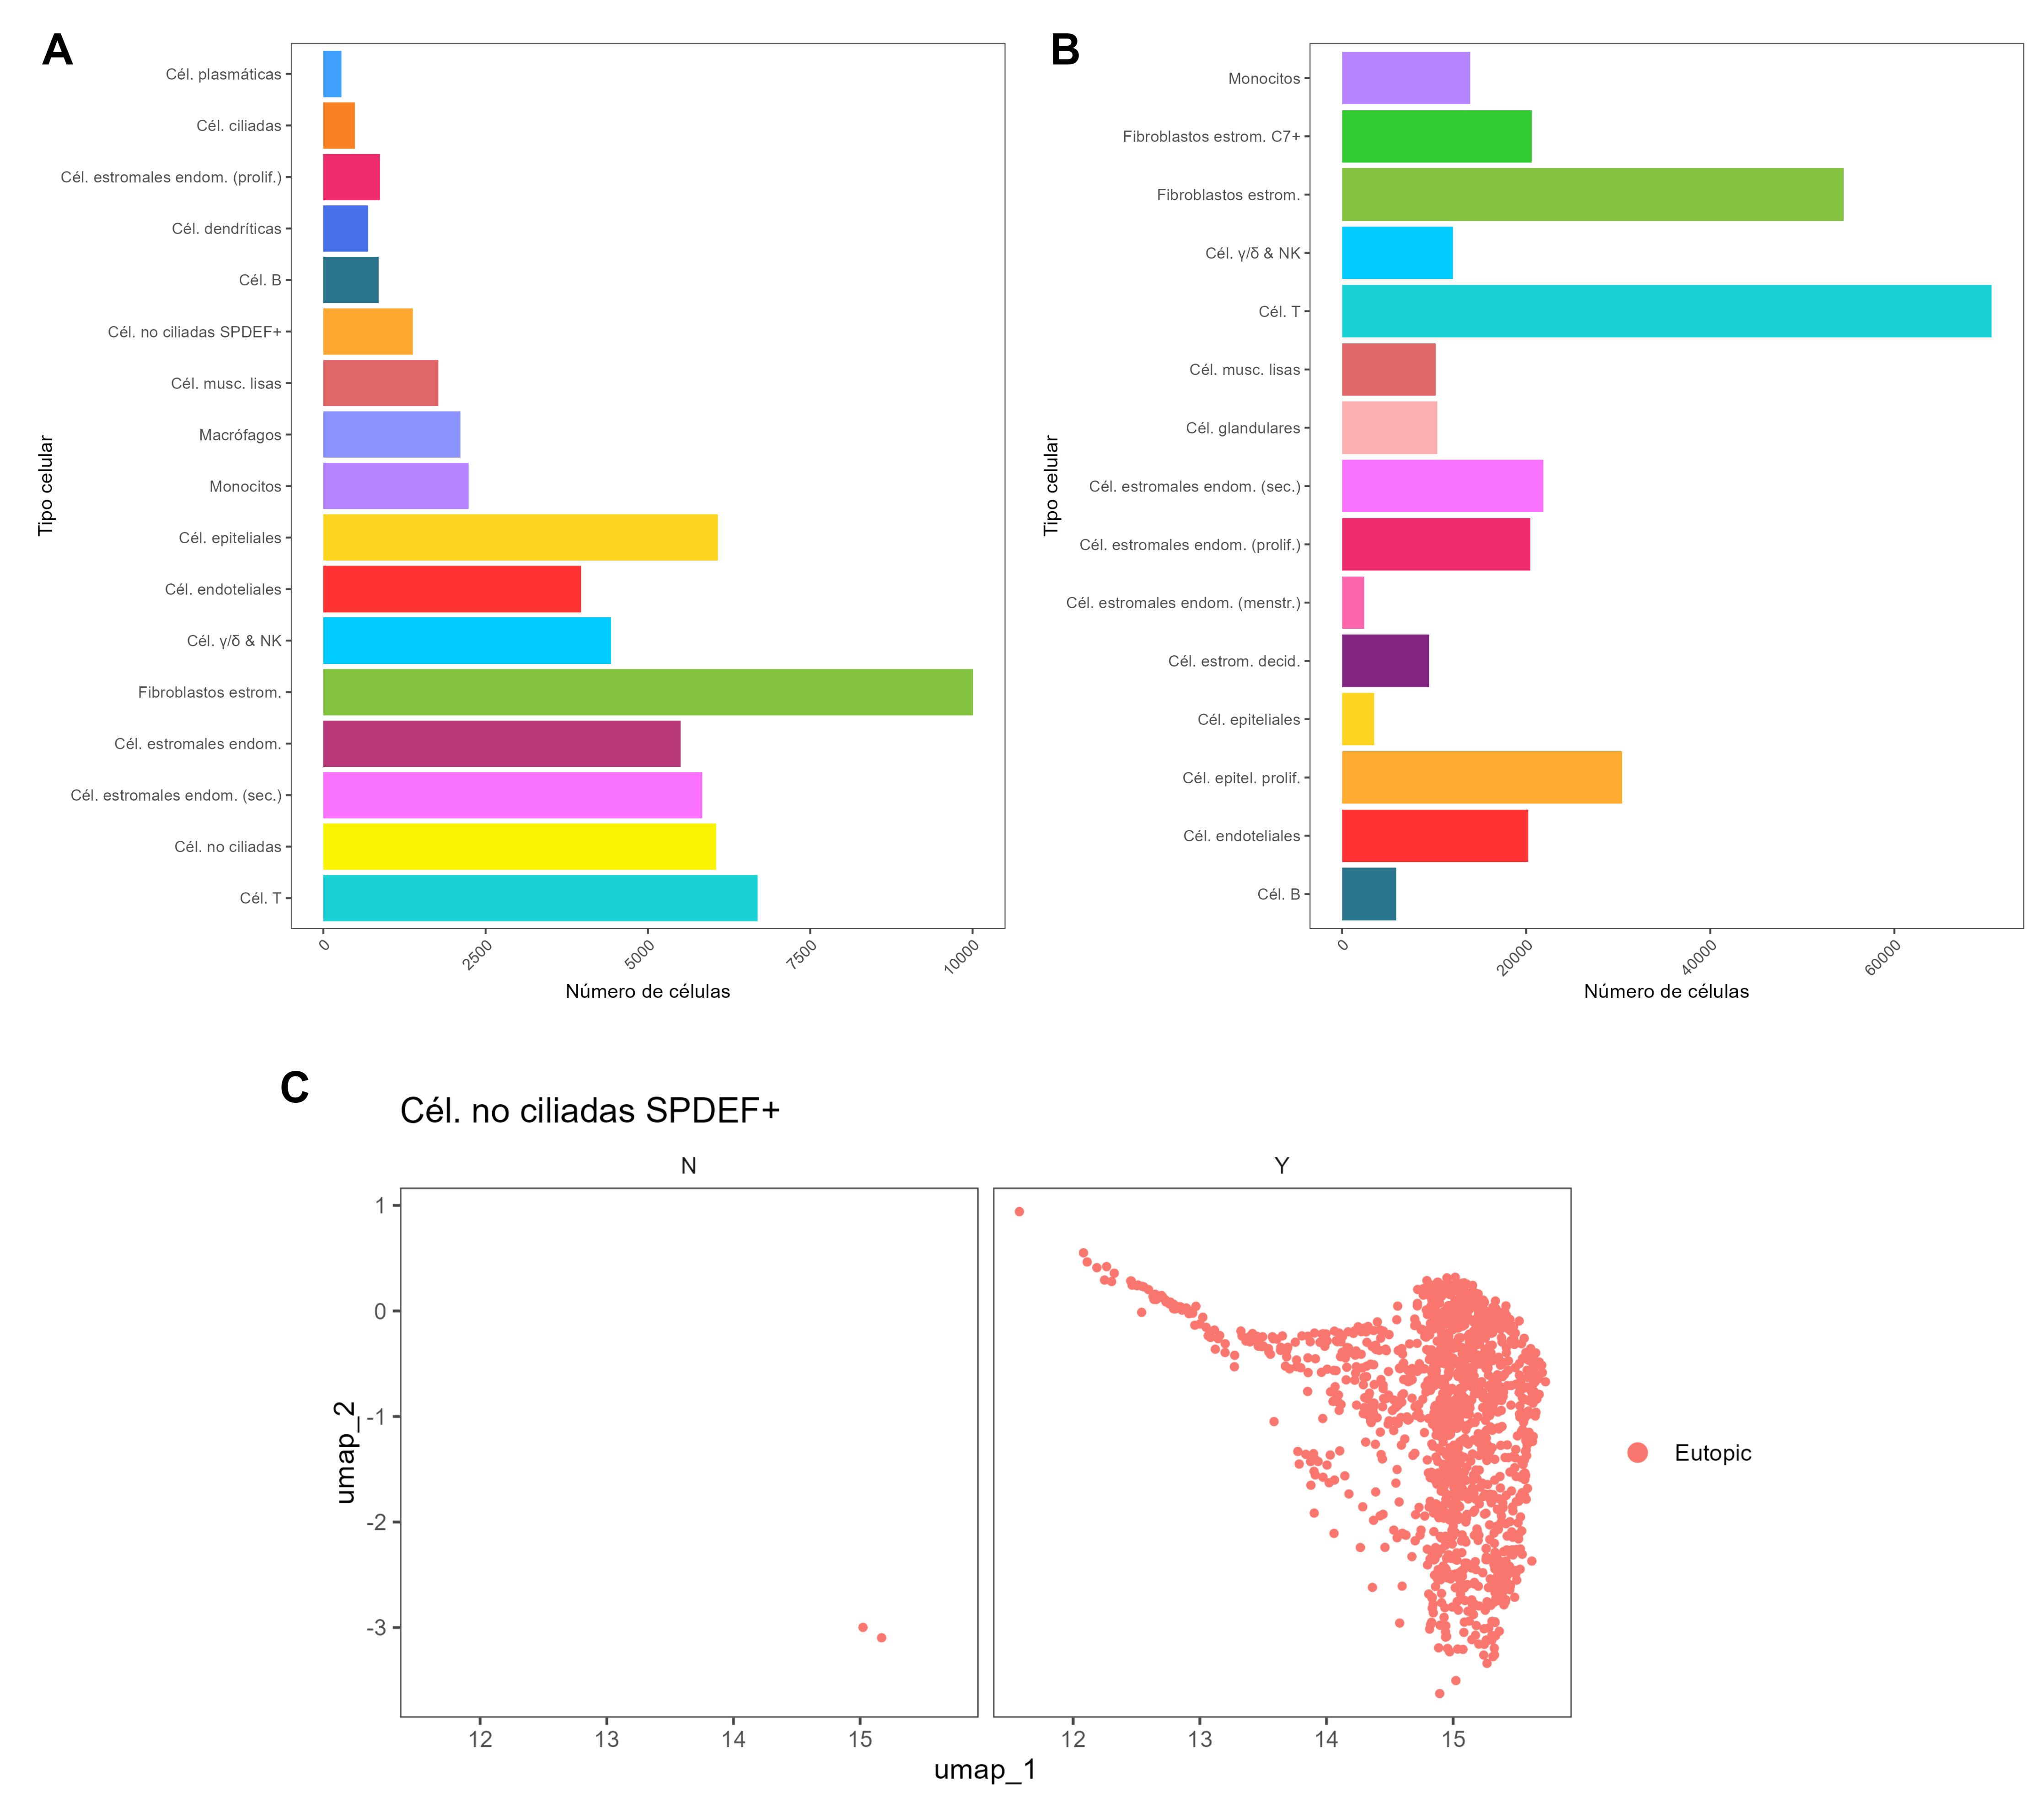 A
Cél. plasmáticas
Cél. ciliadas
Cél. estromales endom. (prolif.)
Cél. dendríticas
Cél. B
Cél. no ciliadas SPDEF+
Cél. musc. lisas
Macrófagos
Monocitos
Cél. epiteliales
Cél. endoteliales
Cél. γ/δ & NK
Fibroblastos estrom.
Cél. estromales endom.
Cél. estromales endom. (sec.)
Cél. no ciliadas
Cél. T
Tipo celular
0
2500
5000
7500
10000
Número de células
B
Monocitos
Fibroblastos estrom. C7+
Fibroblastos estrom.
Cél. γ/δ & NK
Cél. T
Cél. musc. lisas
Cél. glandulares
Cél. estromales endom. (sec.)
Cél. estromales endom. (prolif.)
Cél. estromales endom. (menstr.)
Cél. estrom. decid.
Cél. epiteliales
Cél. epitel. prolif.
Cél. endoteliales
Cél. B
Tipo celular
0
20000
40000
60000
Número de células
C
Cél. no ciliadas SPDEF+
N
Y
1
0
-1
-2
-3
umap_2
12
13
14
15
12
13
14
15
umap_1
Eutopic